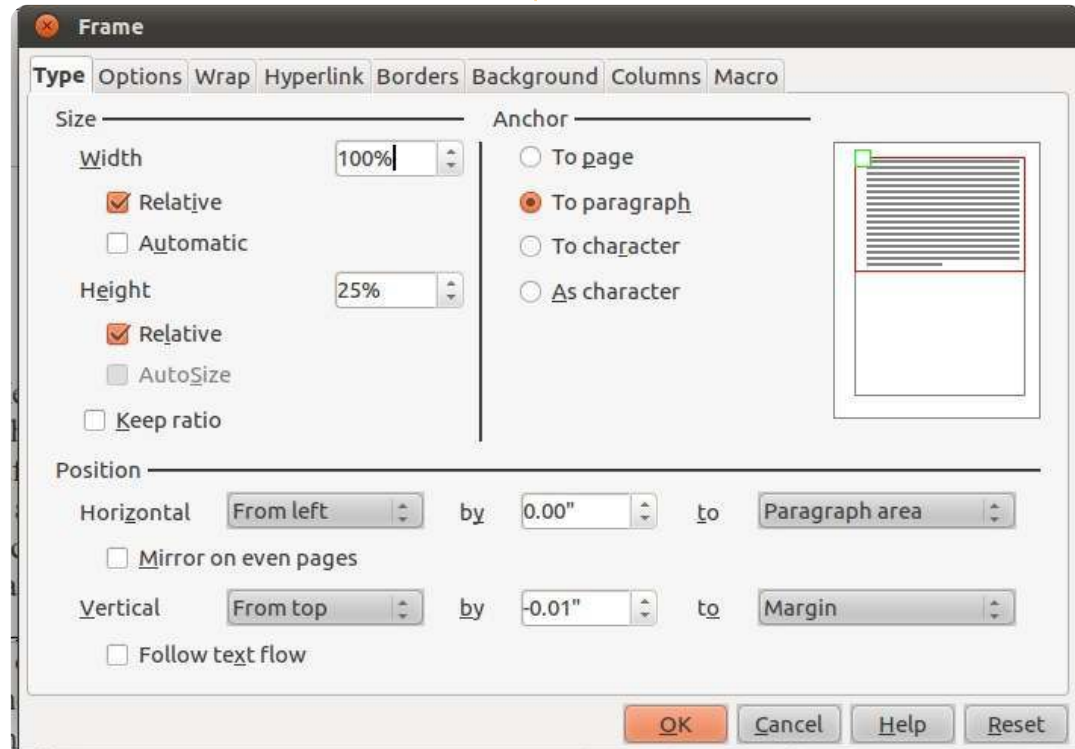 Frame
Type Options Wrap Hyperlink Borders Background Columns Macro
Size
Width 100%
Relative
Automatic
Height 25%
Relative
AutoSize
Keep ratio
Anchor
To page
To paragraph
To character
As character
Position
Horizontal From left by 0.00" to Paragraph area
Mirror on even pages
Vertical From top by -0.01" to Margin
Follow text flow
OK Cancel Help Reset